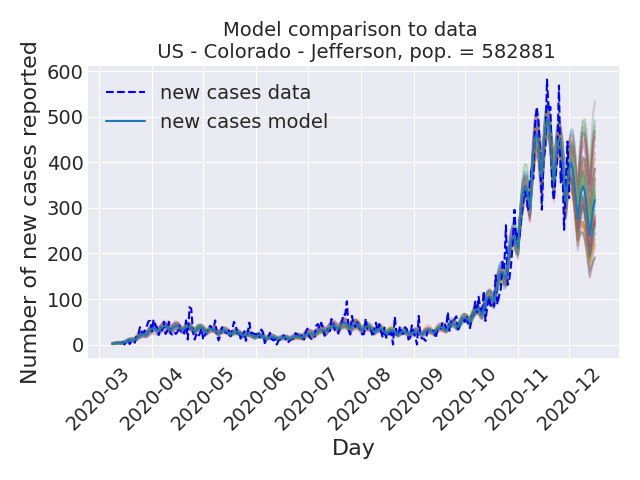 Model comparison to data
US - Colorado - Jefferson, pop. = 582881
Number of new cases reported
600
500
400
300
200
100
0
new cases data
new cases model
2020-03
2020-04
2020-05
2020-06
2020-07
2020-08
2020-09
2020-10
2020-11
2020-12
Day